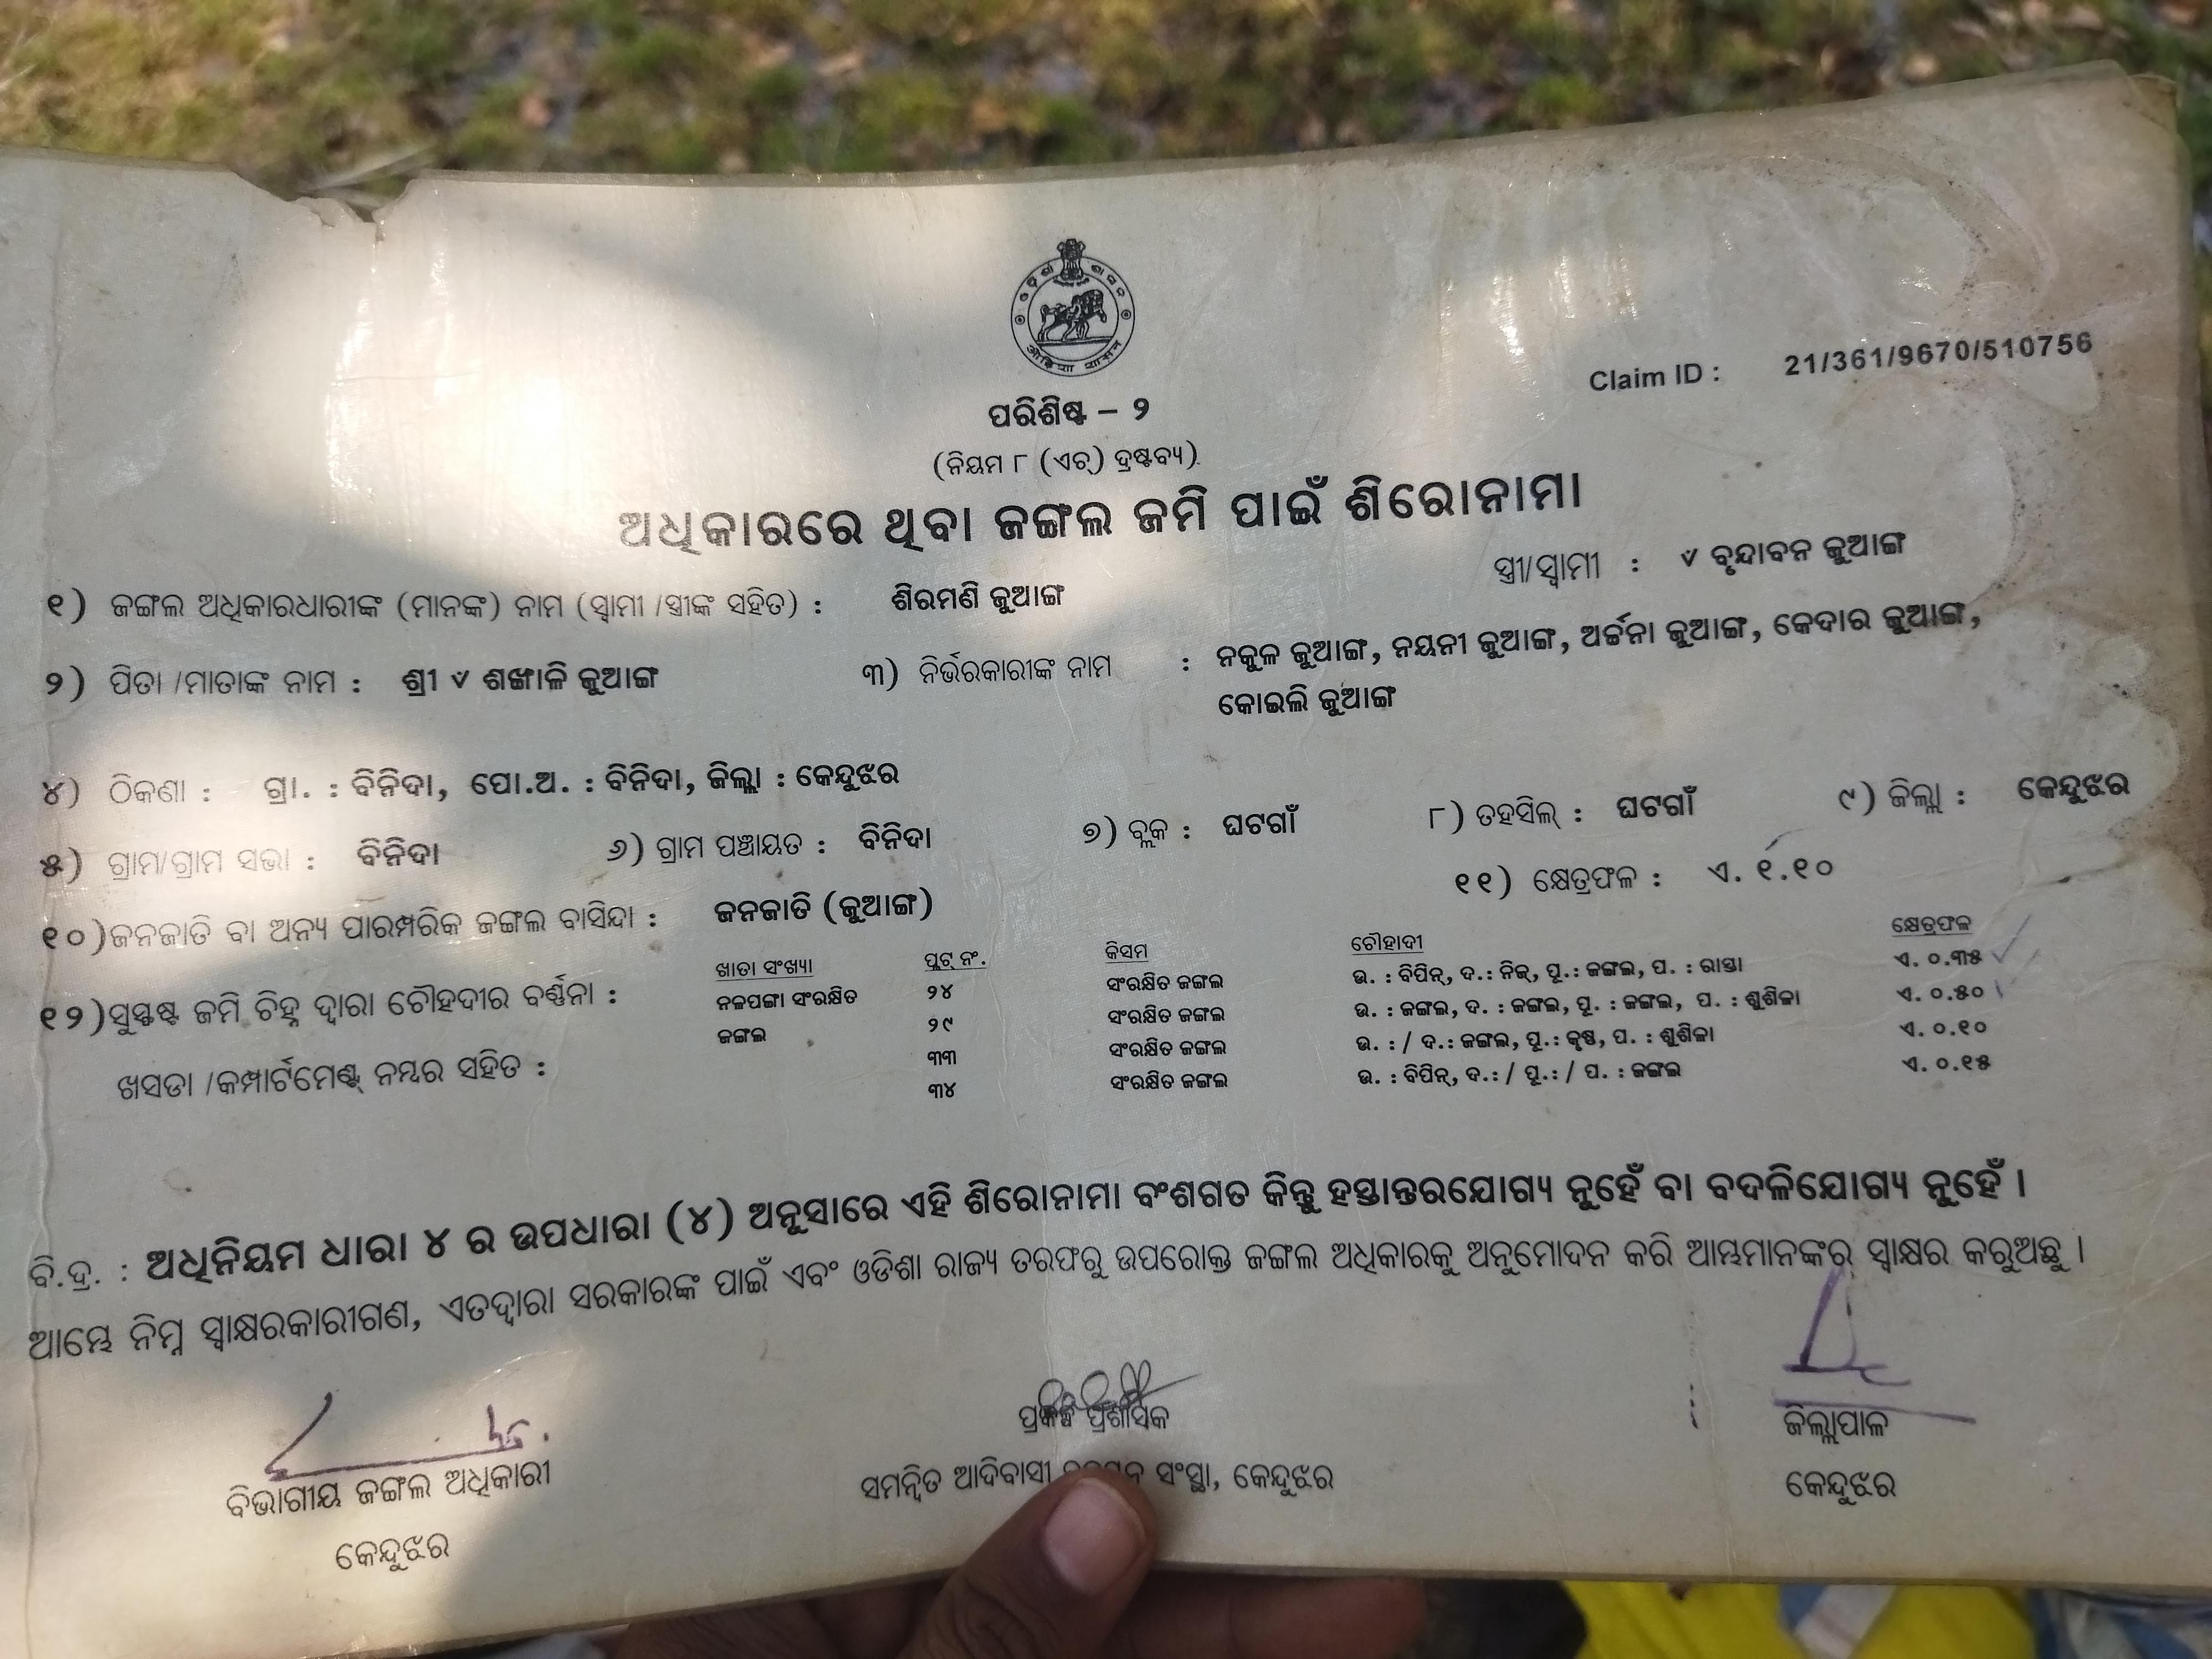 ଓଡ଼ିଶା ଶାସନ
ओड़िशा शासन
Claim ID : 21/361/9670/510756
ପରିଶିଷ୍ଟ – ୨
(ନିୟମ ୮ (ଏଚ୍) ଦ୍ରଷ୍ଟବ୍ୟ)
ଅଧିକାରରେ ଥିବା ଜଙ୍ଗଲ ଜମି ପାଇଁ ଶିରୋନାମା
୧) ଜଙ୍ଗଲ ଅଧିକାରଧାରୀଙ୍କ (ମାନଙ୍କ) ନାମ (ସ୍ୱାମୀ /ସ୍ତ୍ରୀଙ୍କ ସହିତ) : ଶିରମଣି ଜୁଆଙ୍ଗ ସ୍ତ୍ରୀ/ସ୍ୱାମୀ : ୰ ବୃନ୍ଦାବନ ଜୁଆଙ୍ଗ
୨) ପିତା /ମାତାଙ୍କ ନାମ : ଶ୍ରୀ ୰ ଶଙ୍ଖାଳି ଜୁଆଙ୍ଗ ୩) ନିର୍ଭରକାରୀଙ୍କ ନାମ : ନକୁଳ ଜୁଆଙ୍ଗ, ନୟନୀ ଜୁଆଙ୍ଗ, ଅର୍ଚ୍ଚନା ଜୁଆଙ୍ଗ, କେଦାର ଜୁଆଙ୍ଗ,
କୋଇଲି ଜୁଆଙ୍ଗ
୪) ଠିକଣା : ଗ୍ରା. : ବିନିଦା, ପୋ.ଅ. : ବିନିଦା, ଜିଲ୍ଲା : କେନ୍ଦୁଝର
୫) ଗ୍ରାମ/ଗ୍ରାମ ସଭା : ବିନିଦା ୬) ଗ୍ରାମ ପଞ୍ଚାୟତ : ବିନିଦା ୭) ବ୍ଲକ : ଘଟଗାଁ ୮) ତହସିଲ୍ : ଘଟଗାଁ ୯) ଜିଲ୍ଲା : କେନ୍ଦୁଝର
୧୦)ଜନଜାତି ବା ଅନ୍ୟ ପାରମ୍ପରିକ ଜଙ୍ଗଲ ବାସିନ୍ଦା : ଜନଜାତି (ଜୁଆଙ୍ଗ) ୧୧) କ୍ଷେତ୍ରଫଳ : ଏ. ୧.୧୦
୧୨)ସୁସ୍ପଷ୍ଟ ଜମି ଚିହ୍ନ ଦ୍ୱାରା ଚୌହଦୀର ବର୍ଣ୍ଣନା :
ଖସଡା /କମ୍ପାର୍ଟମେଣ୍ଟ୍ ନମ୍ବର ସହିତ :
ଖାତା ସଂଖ୍ୟା ପ୍ଲଟ୍ ନଂ. କିସମ ଚୌହାଦୀ କ୍ଷେତ୍ରଫଳ
ନଳପଙ୍ଗା ସଂରକ୍ଷିତ ୨୪ ସଂରକ୍ଷିତ ଜଙ୍ଗଲ ଉ. : ବିପିନ୍, ଦ.: ନିଜ୍, ପୂ.: ଜଙ୍ଗଲ, ପ. : ରାସ୍ତା ଏ. ୦.୩୫
ଜଙ୍ଗଲ ୨୯ ସଂରକ୍ଷିତ ଜଙ୍ଗଲ ଉ. : ଜଙ୍ଗଲ, ଦ. : ଜଙ୍ଗଲ, ପୂ. : ଜଙ୍ଗଲ, ପ. : ଶୁଶିଳା ଏ. ୦.୫୦
୩୩ ସଂରକ୍ଷିତ ଜଙ୍ଗଲ ଉ. : / ଦ.: ଜଙ୍ଗଲ, ପୂ.: କୃଷ୍ଣ, ପ. : ଶୁଶିଳା ଏ. ୦.୧୦
୩୪ ସଂରକ୍ଷିତ ଜଙ୍ଗଲ ଉ. : ବିପିନ୍, ଦ.: / ପୂ.: / ପ. : ଜଙ୍ଗଲ ଏ. ୦.୧୫
ବି.ଦ୍ର. : ଅଧିନିୟମ ଧାରା ୪ ର ଉପଧାରା (୪) ଅନୁସାରେ ଏହି ଶିରୋନାମା ବଂଶଗତ କିନ୍ତୁ ହସ୍ତାନ୍ତରଯୋଗ୍ୟ ନୁହେଁ ବା ବଦଳିଯୋଗ୍ୟ ନୁହେଁ ।
ଆମ୍ଭେ ନିମ୍ନ ସ୍ୱାକ୍ଷରକାରୀଗଣ, ଏତଦ୍ୱାରା ସରକାରଙ୍କ ପାଇଁ ଏବଂ ଓଡିଶା ରାଜ୍ୟ ତରଫରୁ ଉପରୋକ୍ତ ଜଙ୍ଗଲ ଅଧିକାରକୁ ଅନୁମୋଦନ କରି ଆମ୍ଭମାନଙ୍କର ସ୍ୱାକ୍ଷର କରୁଅଛୁ ।
ବିଭାଗୀୟ ଜଙ୍ଗଲ ଅଧିକାରୀ
କେନ୍ଦୁଝର
ପ୍ରକଳ୍ପ ପ୍ରଶାସକ
ସମନ୍ୱିତ ଆଦିବାସୀ ସଂସ୍ଥା, କେନ୍ଦୁଝର
ଜିଲ୍ଲାପାଳ
କେନ୍ଦୁଝର